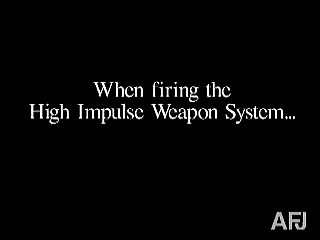 When firing the
High Impulse Weapon System...
AFJ